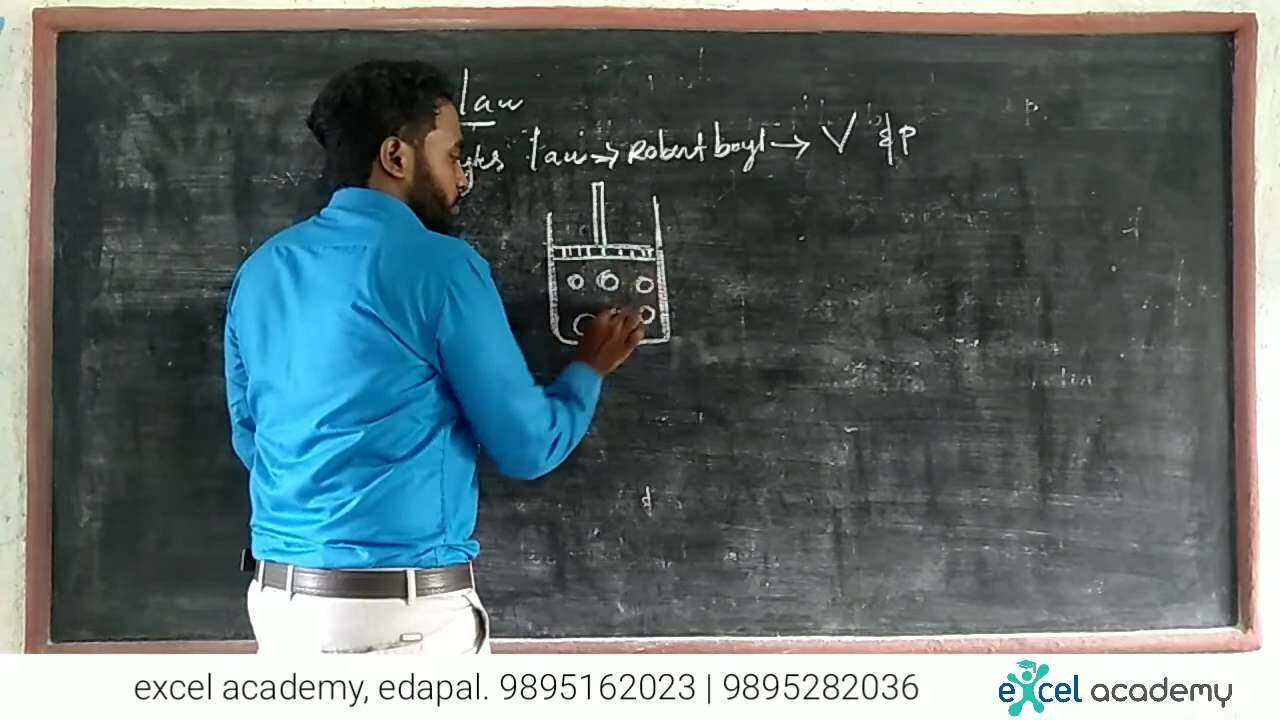 law
law → Robert boyl → V & P
excel academy, edapal. 9895162023 | 9895282036
excel academy